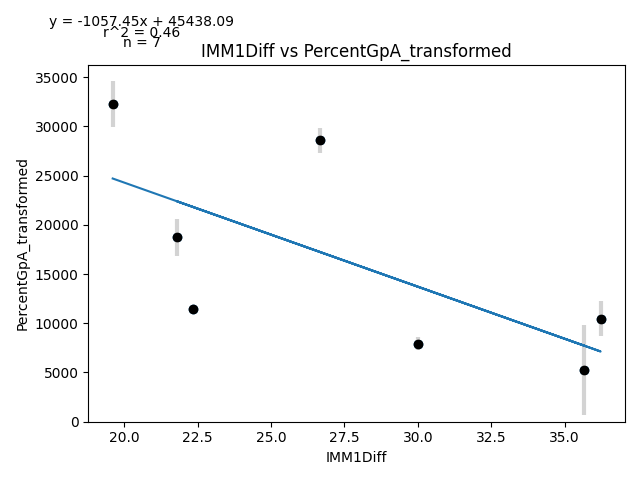 y = -1057.45x + 45438.09
r^2 = 0.46
n = 7
IMM1Diff vs PercentGpA_transformed
35000
30000
25000
20000
15000
10000
5000
0
PercentGpA_transformed
20.0 22.5 25.0 27.5 30.0 32.5 35.0
IMM1Diff